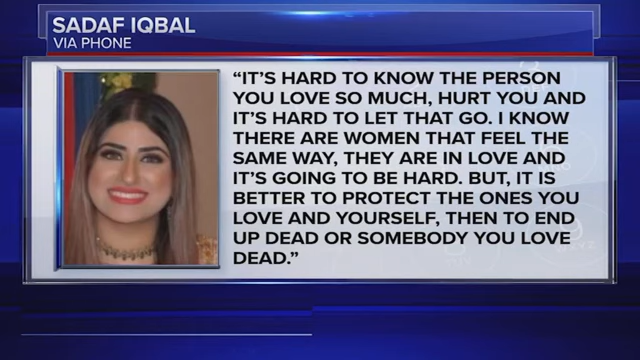 SADAF IQBAL
VIA PHONE
“IT’S HARD TO KNOW THE PERSON
YOU LOVE SO MUCH, HURT YOU AND
IT’S HARD TO LET THAT GO. I KNOW
THERE ARE WOMEN THAT FEEL THE
SAME WAY, THEY ARE IN LOVE AND
IT’S GOING TO BE HARD. BUT, IT IS
BETTER TO PROTECT THE ONES YOU
LOVE AND YOURSELF, THEN TO END
UP DEAD OR SOMEBODY YOU LOVE
DEAD.”